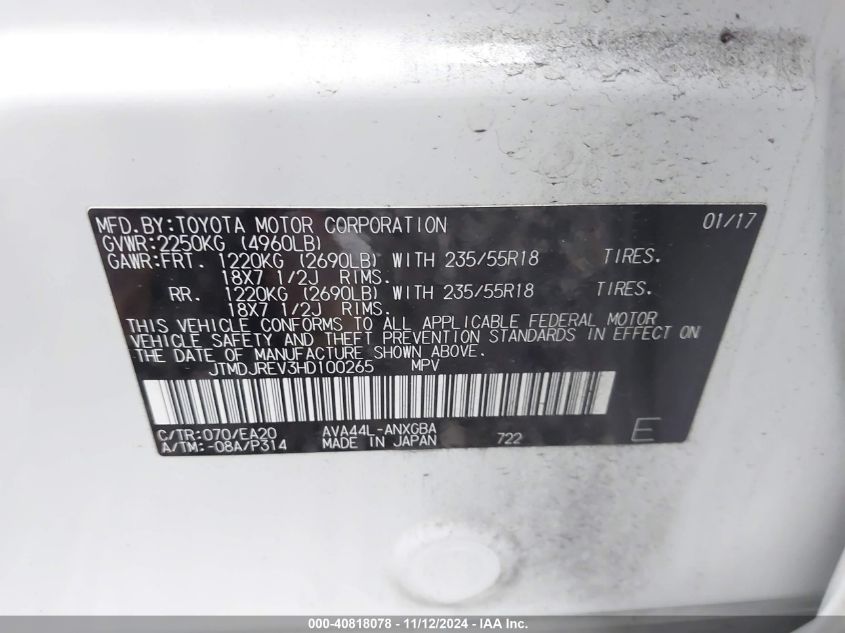 MFD.BY:TOYOTA MOTOR CORPORATION 01/17
GVWR:2250KG (4960LB)
GAWR:FRT. 1220KG (2690LB) WITH 235/55R18 TIRES.
18X7 1/2J RIMS.
RR. 1220KG (2690LB) WITH 235/55R18 TIRES.
18X7 1/2J RIMS.
THIS VEHICLE CONFORMS TO ALL APPLICABLE FEDERAL MOTOR
VEHICLE SAFETY AND THEFT PREVENTION STANDARDS IN EFFECT ON
THE DATE OF MANUFACTURE SHOWN ABOVE.
JTMDJREV3HD100265 MPV
C/TR:070/EA20 AVA44L-ANXGBA
A/TM:-08A/P314 MADE IN JAPAN 722 E
000-40818078 - 11/12/2024 - IAA Inc.